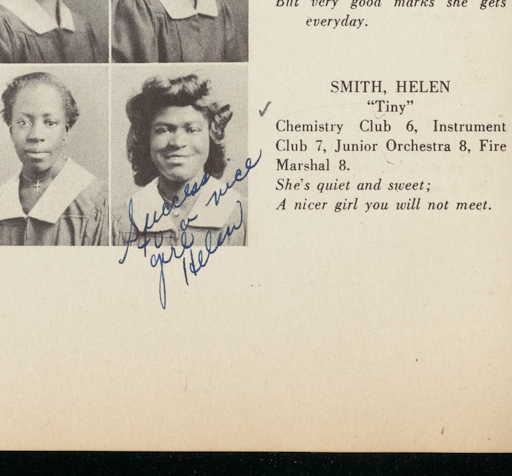 But very good marks she gets
everyday.
SMITH, HELEN
"Tiny"
Chemistry Club 6, Instrument
Club 7, Junior Orchestra 8, Fire
Marshal 8.
She's quiet and sweet;
A nicer girl you will not meet.
Success
to a nice
girl
Helen